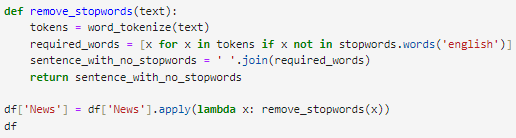 def remove_stopwords(text):
    tokens = word_tokenize(text)
    required_words = [x for x in tokens if x not in stopwords.words('english')]
    sentence_with_no_stopwords = ' '.join(required_words)
    return sentence_with_no_stopwords

df['News'] = df['News'].apply(lambda x: remove_stopwords(x))
df